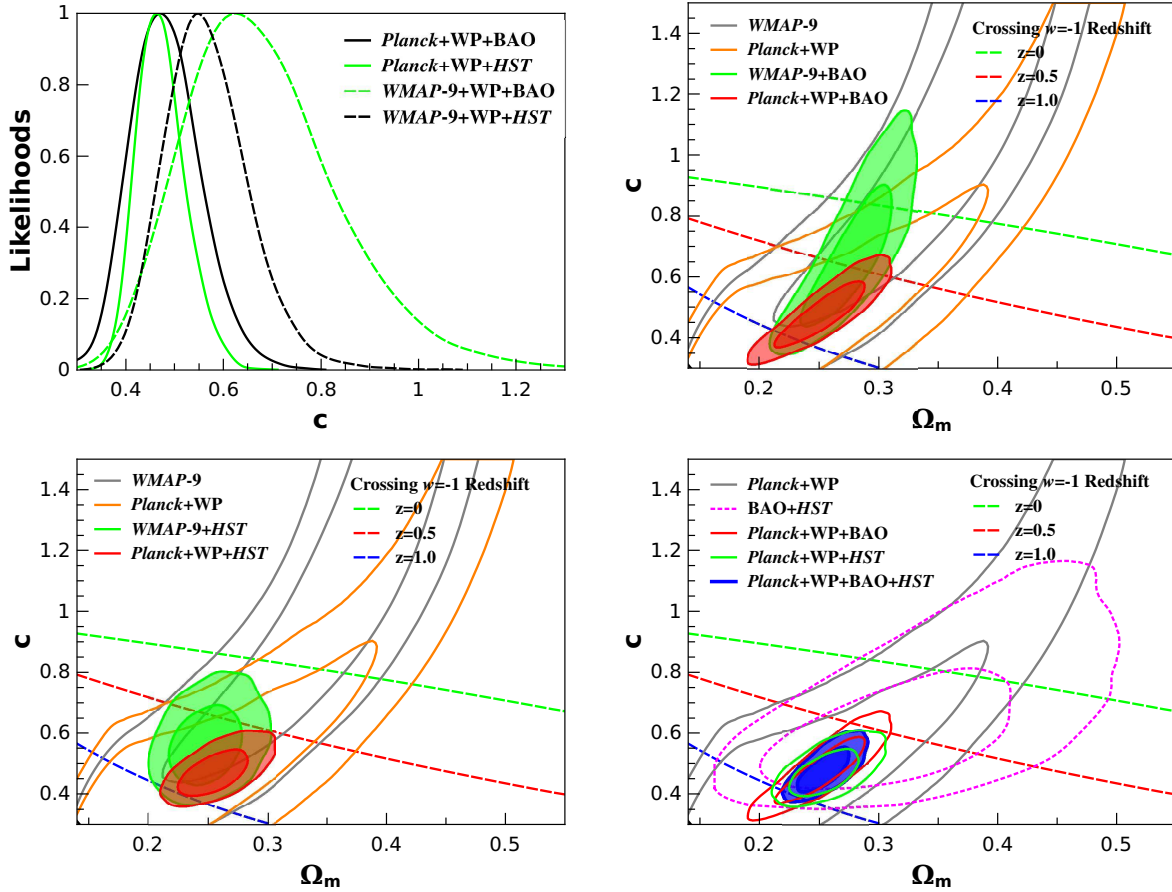 Likelihoods
1
0.8
0.6
0.4
0.2
0
Planck+WP+BAO
Planck+WP+HST
WMAP-9+WP+BAO
WMAP-9+WP+HST
0.4 0.6 0.8 1 1.2
c
c
1.4
1.2
1
0.8
0.6
0.4
WMAP-9
Planck+WP
WMAP-9+BAO
Planck+WP+BAO
Crossing w=-1 Redshift
z=0
z=0.5
z=1.0
0.2 0.3 0.4 0.5
Ωm
c
1.4
1.2
1
0.8
0.6
0.4
WMAP-9
Planck+WP
WMAP-9+HST
Planck+WP+HST
Crossing w=-1 Redshift
z=0
z=0.5
z=1.0
0.2 0.3 0.4 0.5
Ωm
c
1.4
1.2
1
0.8
0.6
0.4
Planck+WP
BAO+HST
Planck+WP+BAO
Planck+WP+HST
Planck+WP+BAO+HST
Crossing w=-1 Redshift
z=0
z=0.5
z=1.0
0.2 0.3 0.4 0.5
Ωm